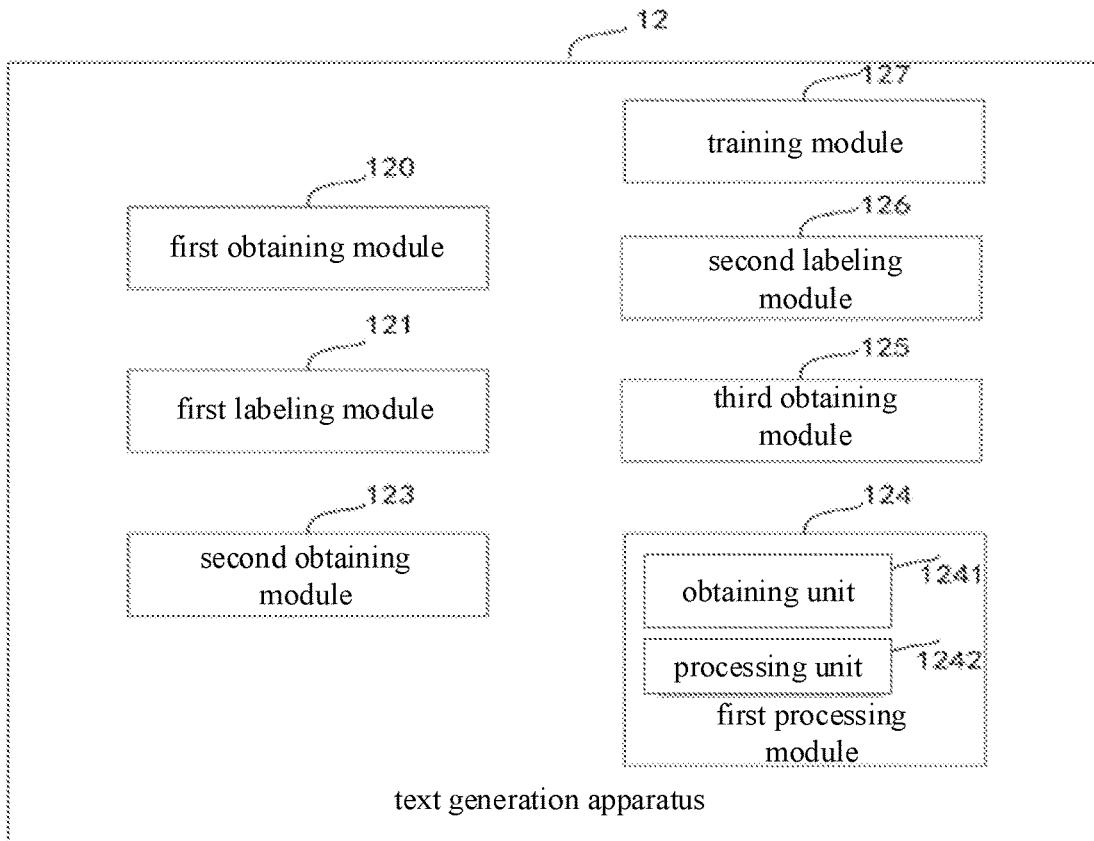 12
127
training module
120
first obtaining module
126
second labeling
module
121
first labeling module
125
third obtaining
module
123
second obtaining
module
124
obtaining unit
1241
processing unit
1242
first processing
module
text generation apparatus